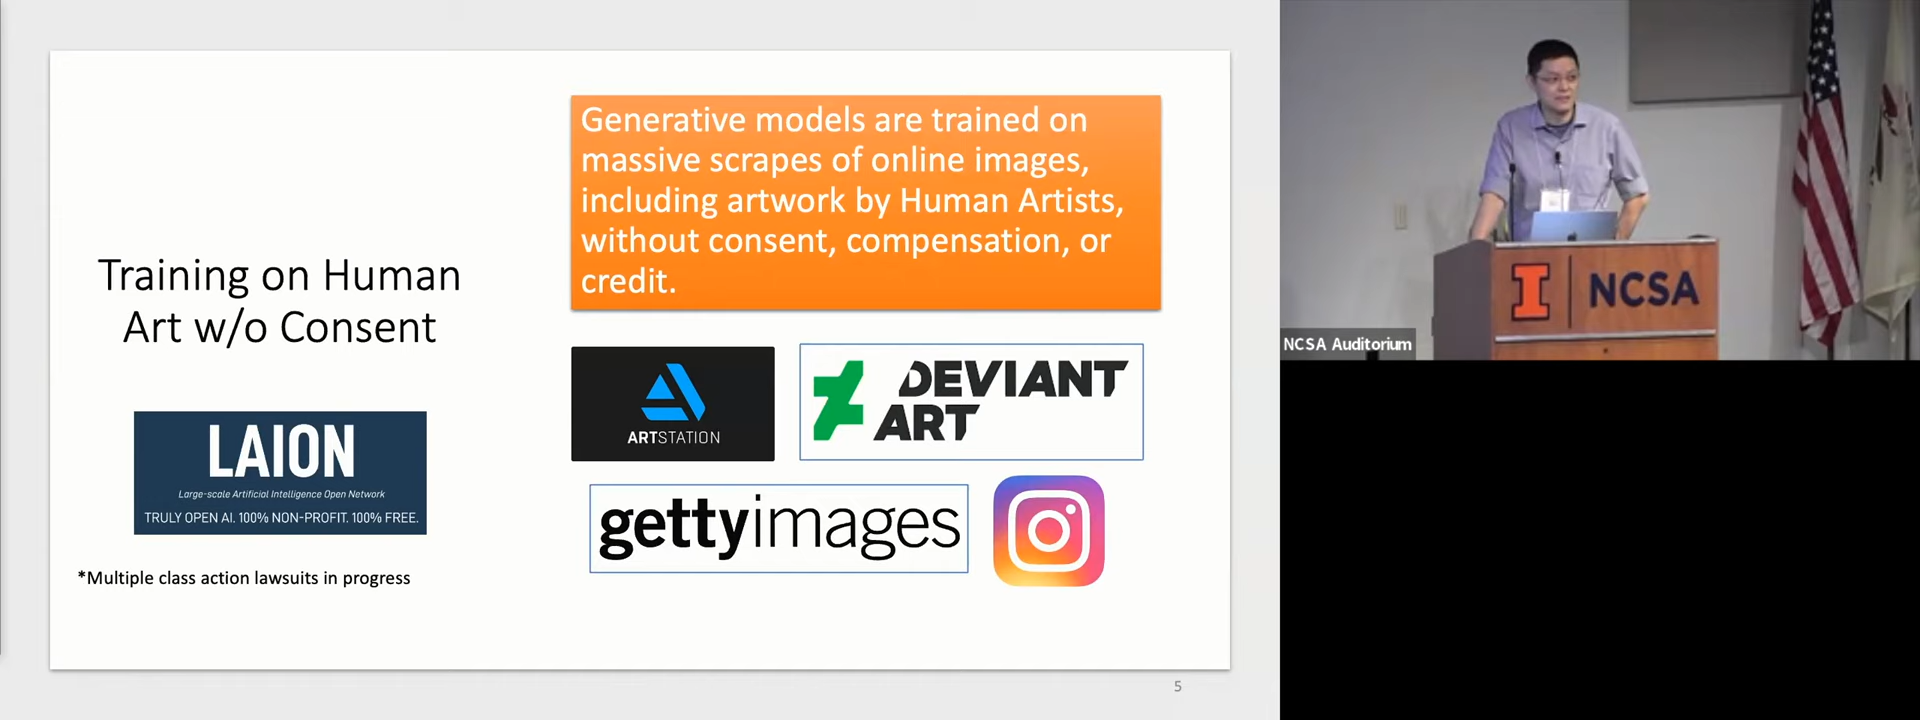 Training on Human
Art w/o Consent
LAION
Large-scale Artificial Intelligence Open Network
TRULY OPEN AI. 100% NON-PROFIT. 100% FREE.
*Multiple class action lawsuits in progress
Generative models are trained on
massive scrapes of online images,
including artwork by Human Artists,
without consent, compensation, or
credit.
ARTSTATION
DEVIANT
ART
gettyimages
5
I NCSA
NCSA Auditorium